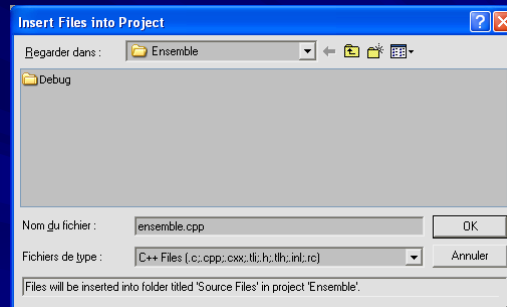 Insert Files into Project
Regarder dans : Ensemble
Debug
Nom du fichier : ensemble.cpp OK
Fichiers de type : C++ Files (.c;.cpp;.cxx;.tli;.h;.tlh;.inl;.rc) Annuler
Files will be inserted into folder titled 'Source Files' in project 'Ensemble'.